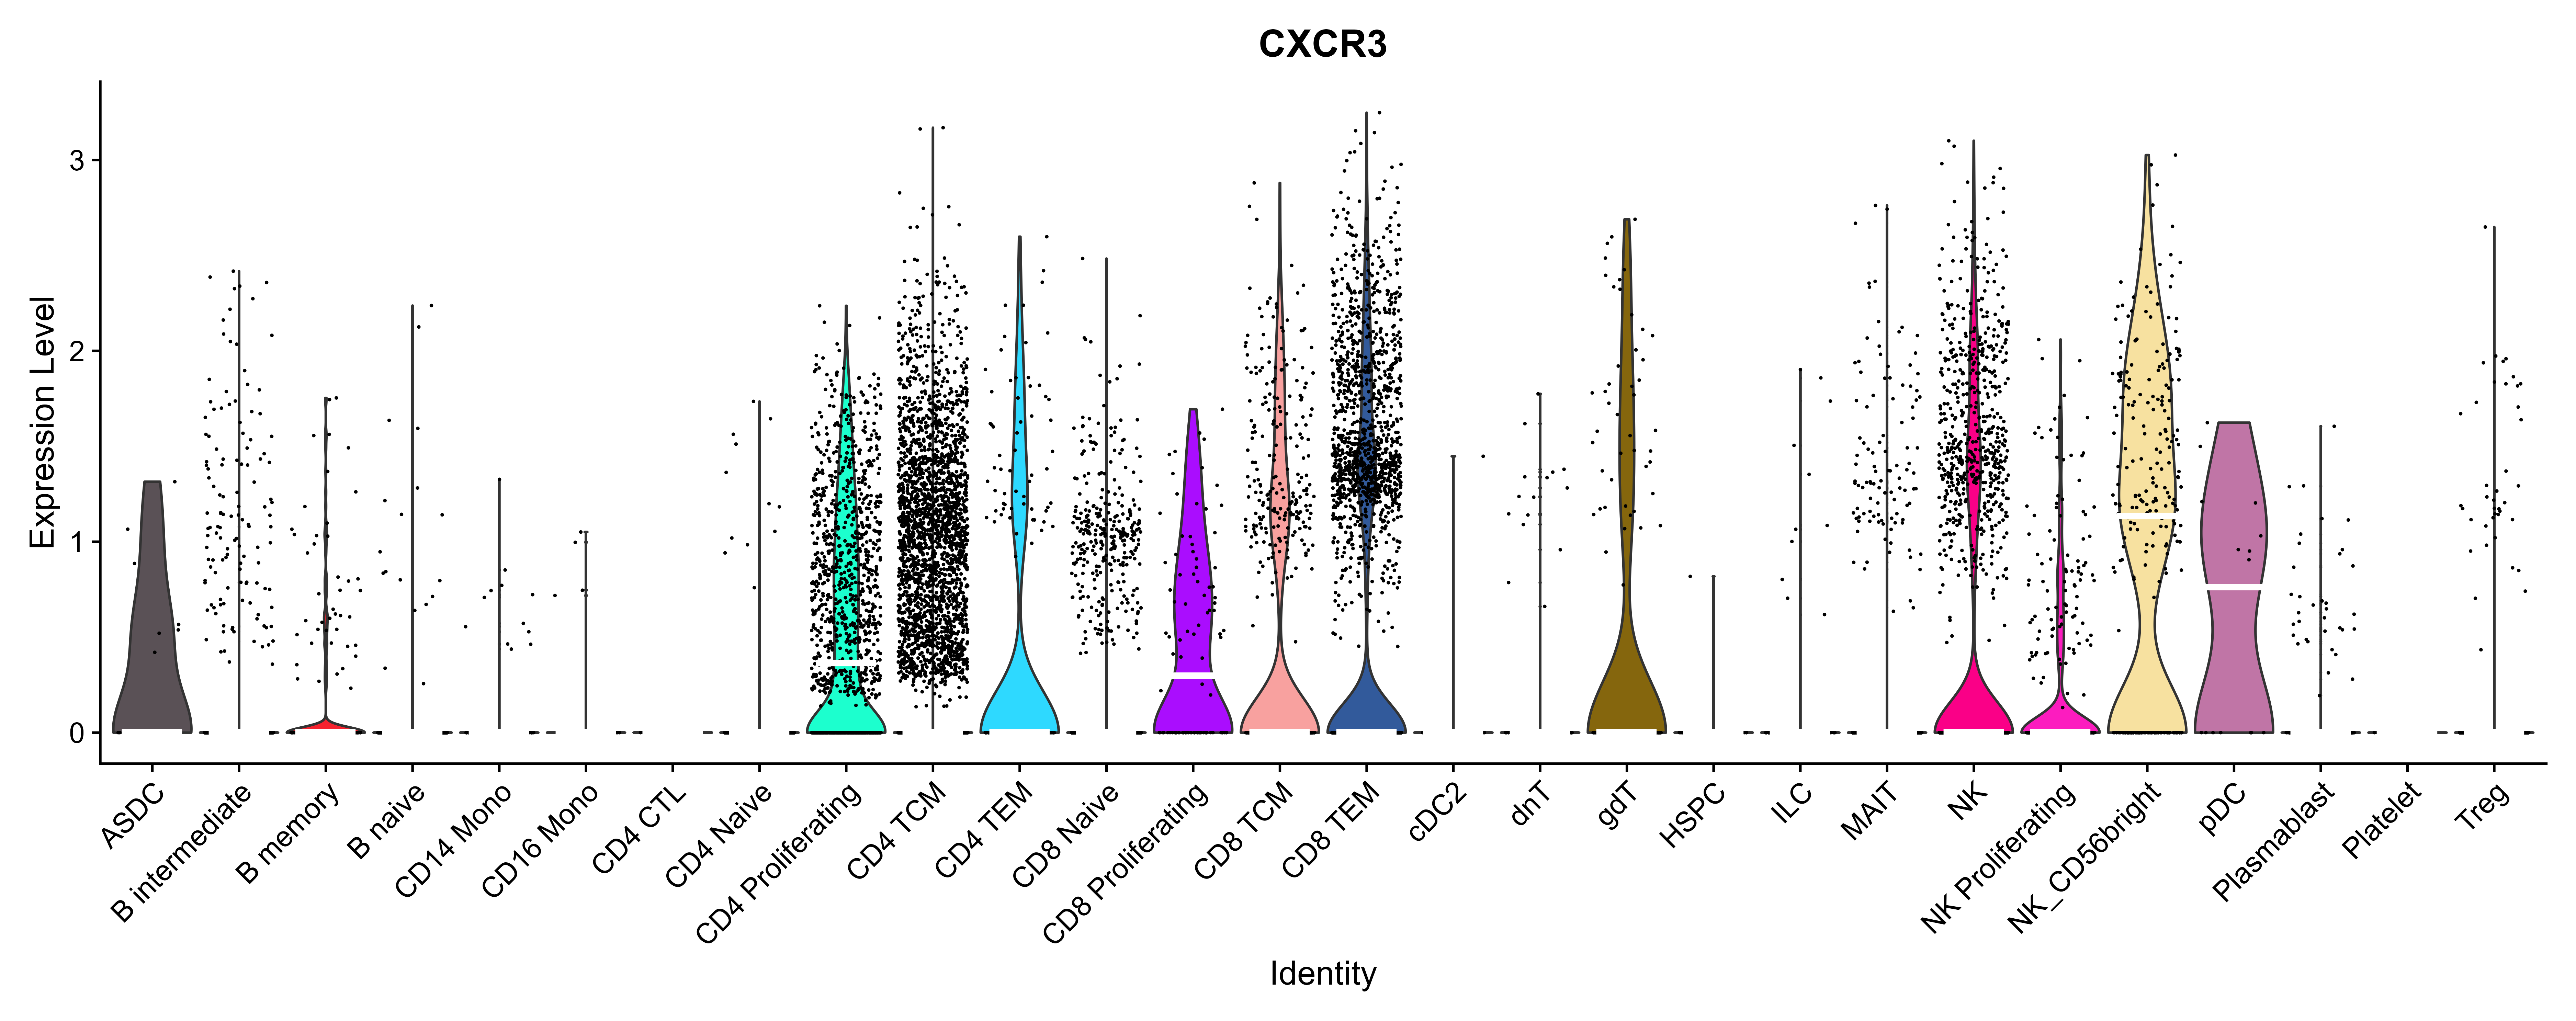 CXCR3
Expression Level
3
2
1
0
ASDC
B intermediate
B memory
B naive
CD14 Mono
CD16 Mono
CD4 CTL
CD4 Naive
CD4 Proliferating
CD4 TCM
CD4 TEM
CD8 Naive
CD8 Proliferating
CD8 TCM
CD8 TEM
cDC2
dnT
gdT
HSPC
ILC
MAIT
NK
NK Proliferating
NK_CD56bright
pDC
Plasmablast
Platelet
Treg
Identity